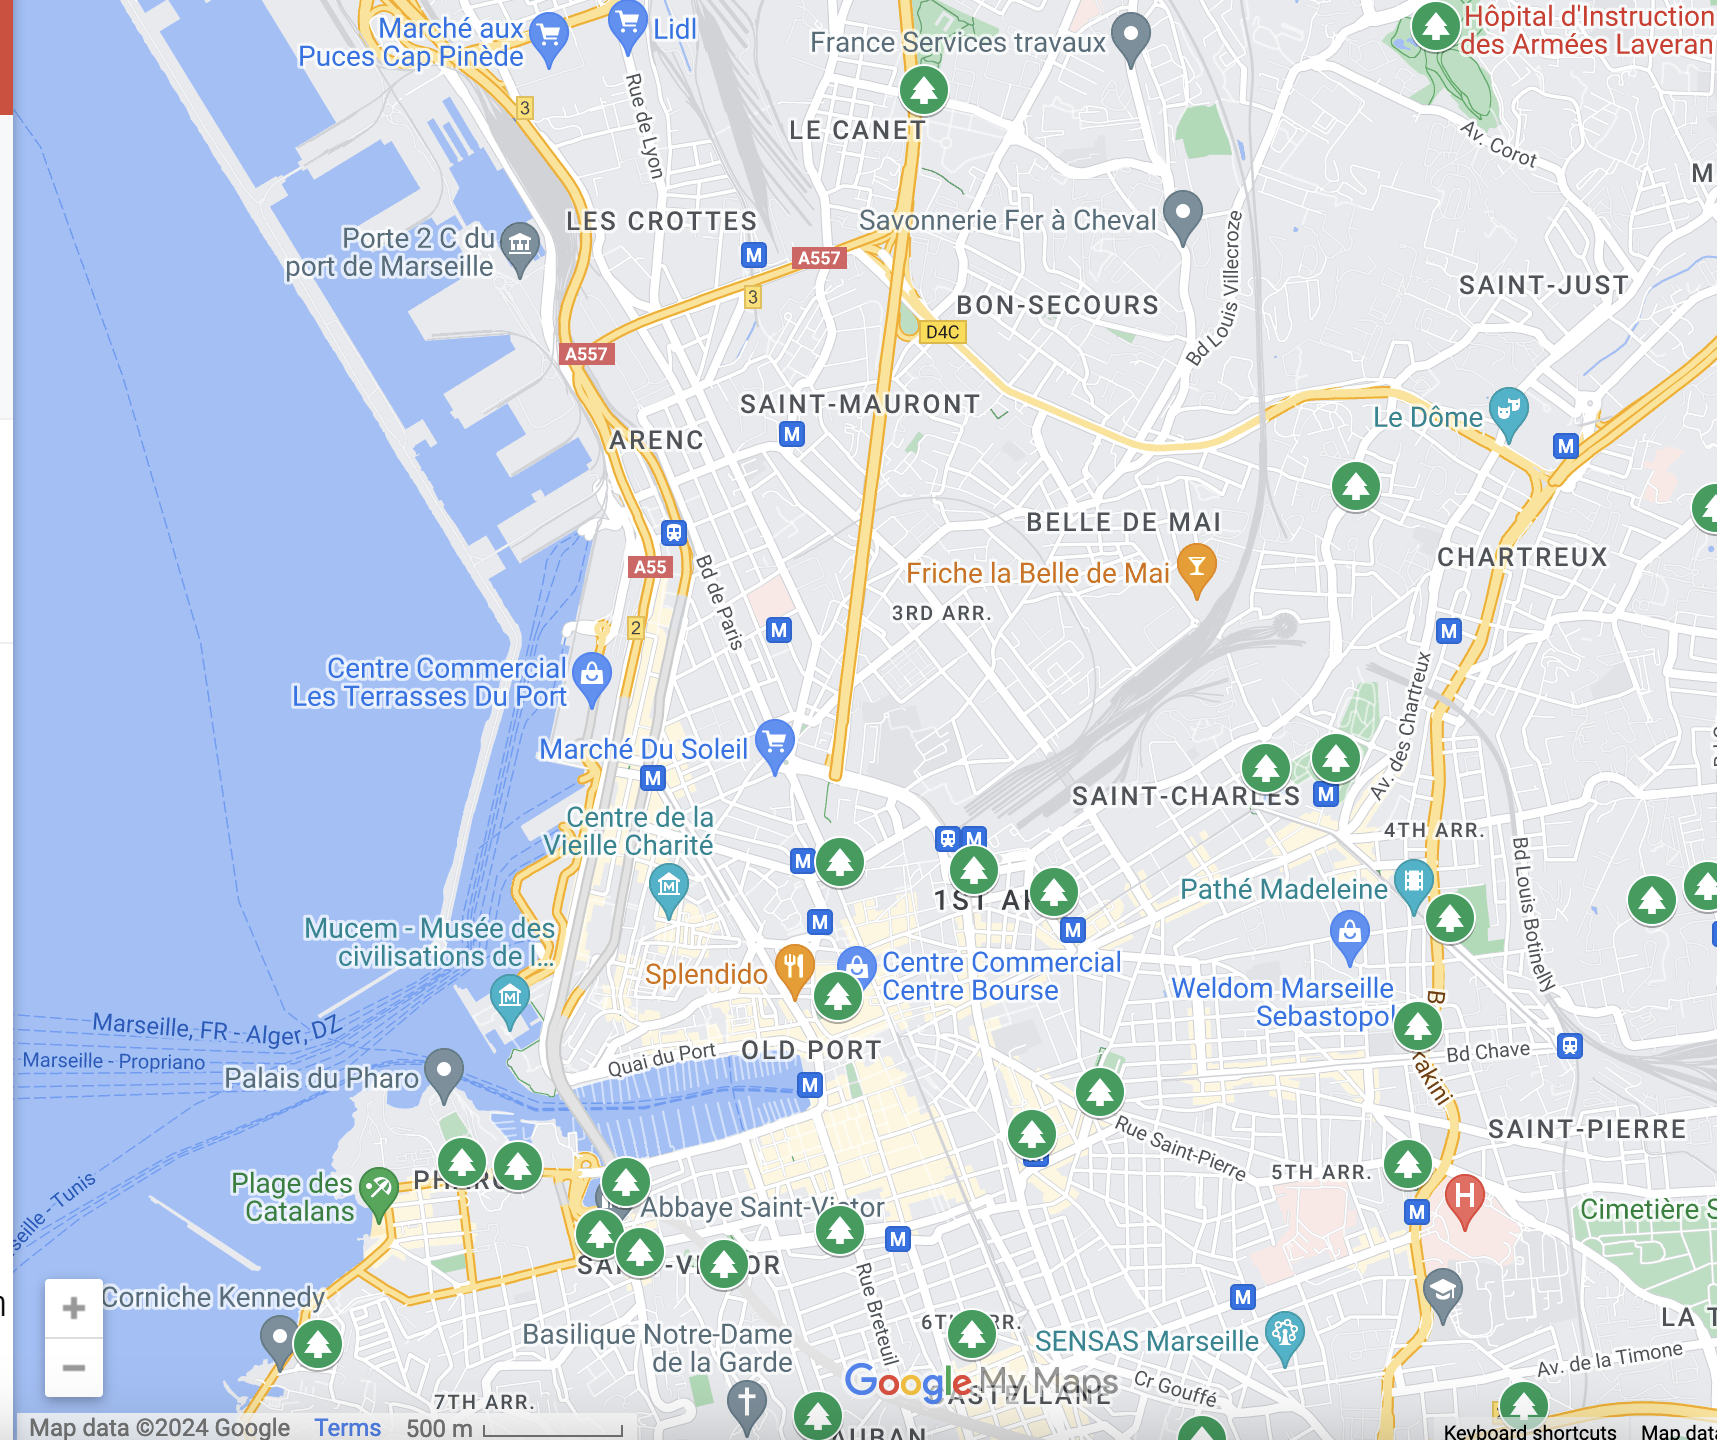 Marché aux
Puces Cap Pinède
Lidl
France Services travaux
Hôpital d'Instruction
des Armées Laveran
3
Rue de Lyon
LE CANET
Av. Corot
LES CROTTES
Savonnerie Fer à Cheval
Porte 2 C du
port de Marseille
M
A557
3
Bd Louis Villecroze
SAINT-JUST
BON-SECOURS
D4C
A557
SAINT-MAURONT
Le Dôme
ARENC
M
M
BELLE DE MAI
CHARTREUX
A55
Bd de Paris
Friche la Belle de Mai
3RD ARR.
2
M
M
Centre Commercial
Les Terrasses Du Port
Av. des Chartreux
Marché Du Soleil
M
SAINT-CHARLES
M
Centre de la
Vieille Charité
4TH ARR.
M
M
Bd Louis Botinelly
Pathé Madeleine
1ST
M
M
Mucem - Musée des
civilisations de l...
Splendido
Centre Commercial
Centre Bourse
Weldom Marseille
Sebastopol
Marseille, FR - Alger, DZ
Marseille - Propriano
Quai du Port
OLD PORT
Bd Chave
Palais du Pharo
M
Rue Saint-Pierre
SAINT-PIERRE
5TH ARR.
Plage des
Catalans
H
M
Abbaye Saint-Victor
M
Cimetière S
Rue Breteuil
Corniche Kennedy
M
LA T
Basilique Notre-Dame
de la Garde
SENSAS Marseille
Av. de la Timone
Google My Maps
Cr Gouffé
7TH ARR.
Map data ©2024 Google
Terms
500 m
Keyboard shortcuts
Map data